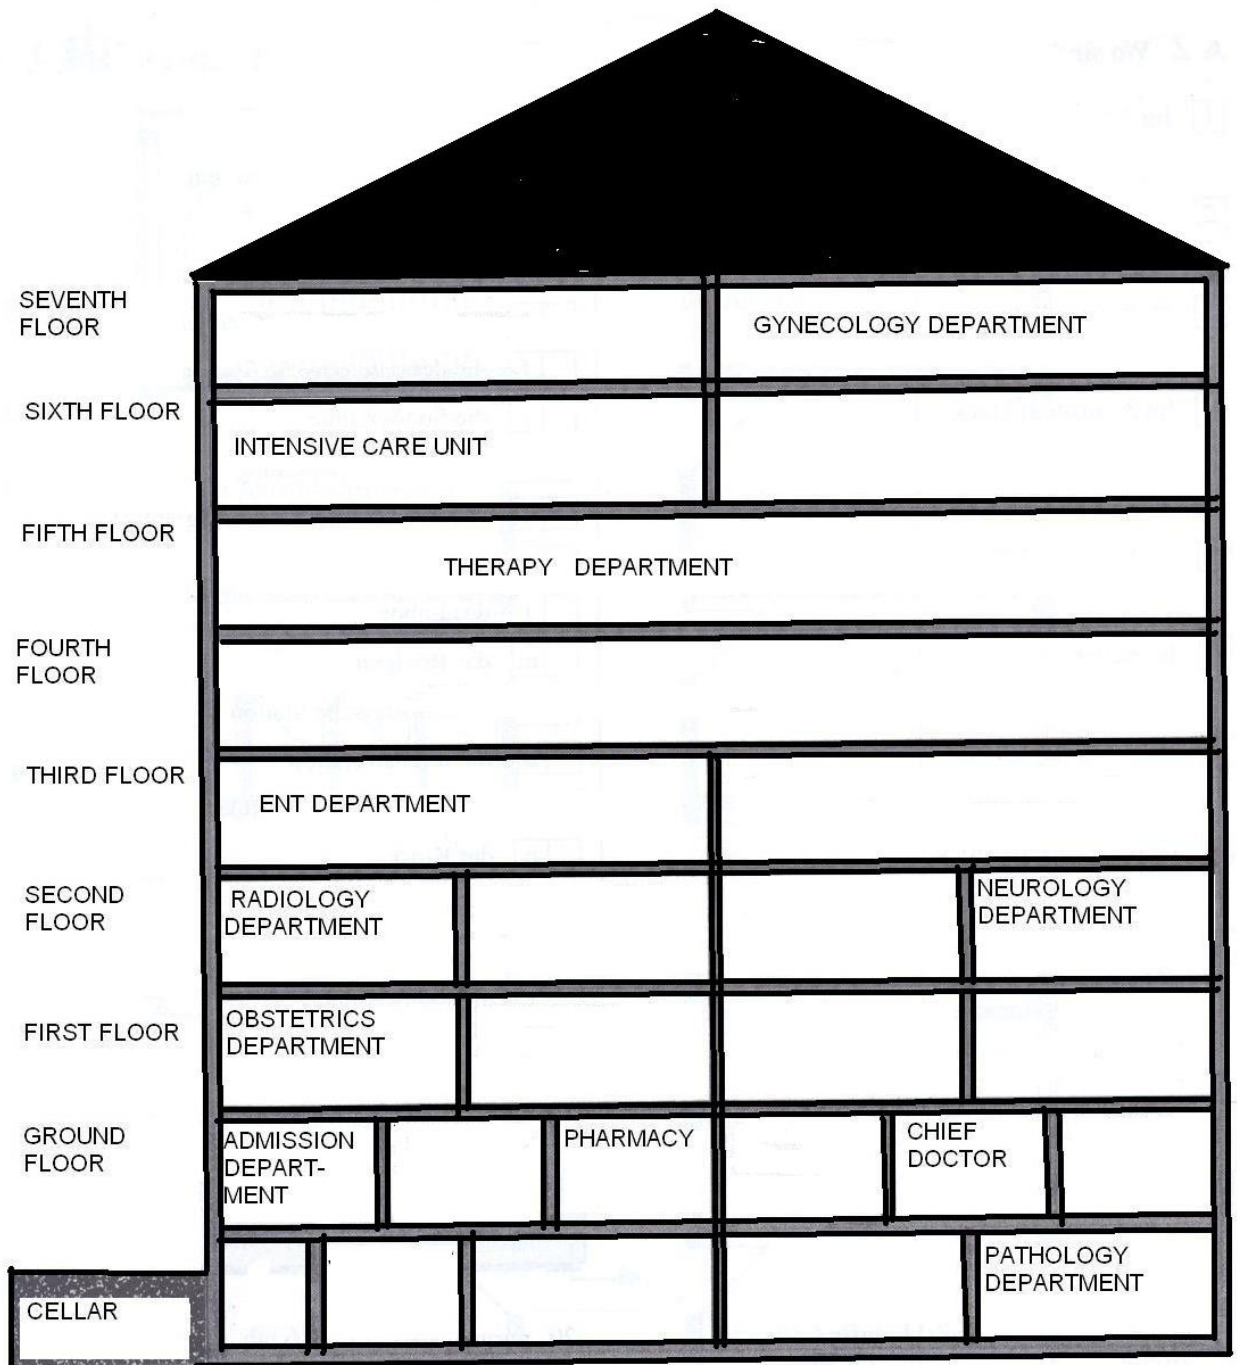 SEVENTH
FLOOR
GYNECOLOGY DEPARTMENT
SIXTH FLOOR
INTENSIVE CARE UNIT
FIFTH FLOOR
THERAPY DEPARTMENT
FOURTH
FLOOR
THIRD FLOOR
ENT DEPARTMENT
SECOND
FLOOR
RADIOLOGY
DEPARTMENT
NEUROLOGY
DEPARTMENT
FIRST FLOOR
OBSTETRICS
DEPARTMENT
GROUND
FLOOR
ADMISSION
DEPART-
MENT
PHARMACY
CHIEF
DOCTOR
CELLAR
PATHOLOGY
DEPARTMENT